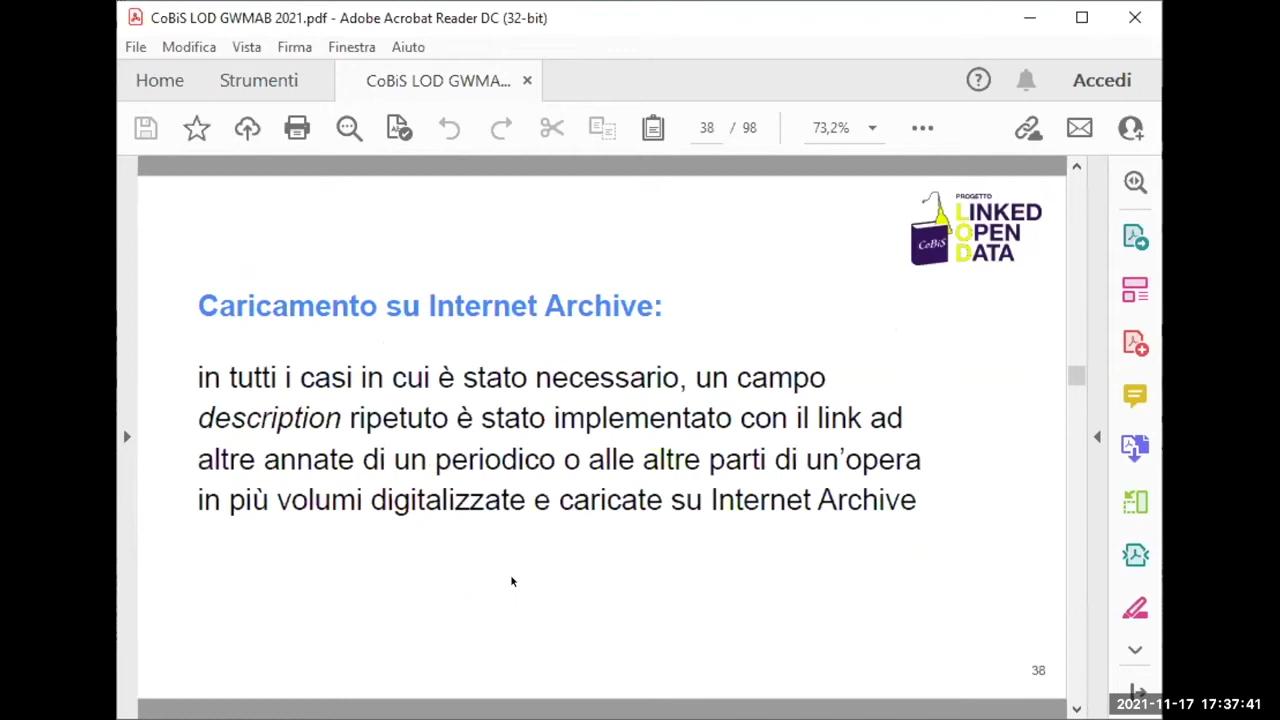 CoBiS LOD GWMAB 2021.pdf - Adobe Acrobat Reader DC (32-bit)
File Modifica Vista Firma Finestra Aiuto
Home Strumenti CoBiS LOD GWMA... × Accedi
38 / 98 73,2%
PROGETTO
LINKED
OPEN
DATA
CoBiS
Caricamento su Internet Archive:
in tutti i casi in cui è stato necessario, un campo
description ripetuto è stato implementato con il link ad
altre annate di un periodico o alle altre parti di un’opera
in più volumi digitalizzate e caricate su Internet Archive
38
2021-11-17 17:37:41